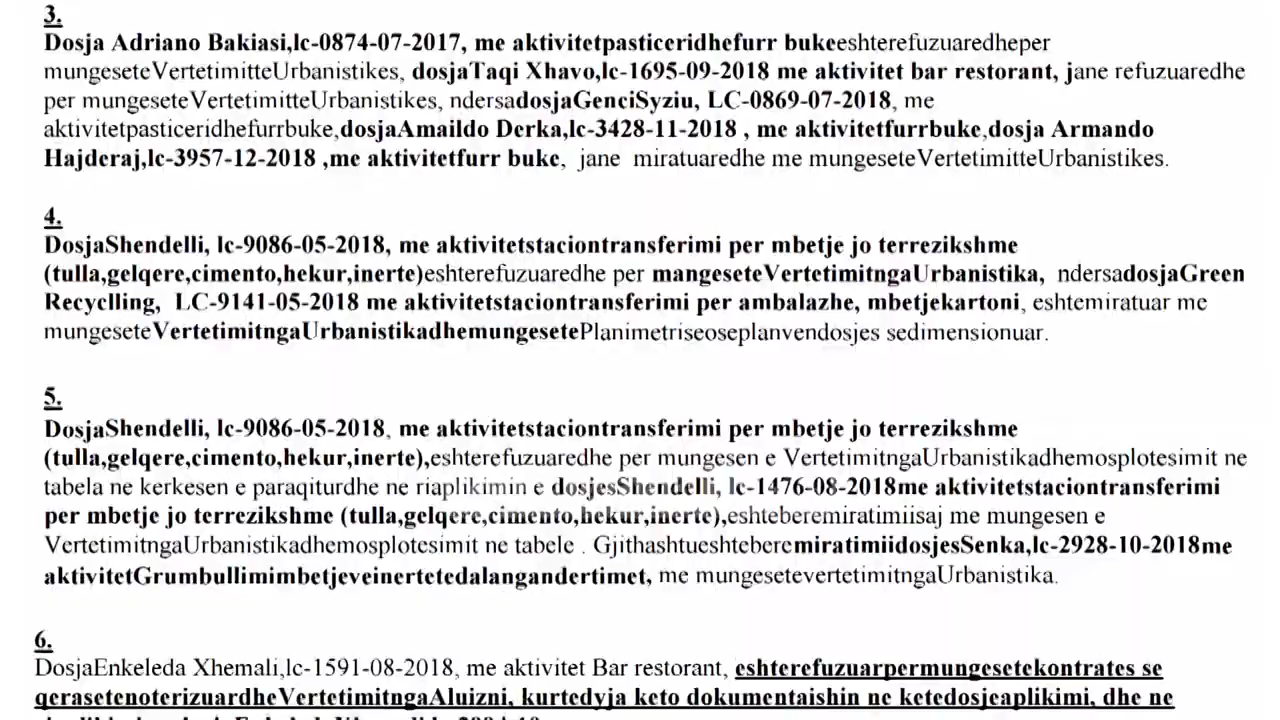 3.
Dosja Adriano Bakiasi,lc-0874-07-2017, me aktivitetpasticeridhefurr bukeeshterefuzuaredheper
mungeseteVertetimitteUrbanistikes, dosjaTaqi Xhavo,lc-1695-09-2018 me aktivitet bar restorant, jane refuzuaredhe
per mungeseteVertetimitteUrbanistikes, ndersadosjaGenciSyziu, LC-0869-07-2018, me
aktivitetpasticeridhefurrbuke,dosjaAmaildo Derka,lc-3428-11-2018 , me aktivitetfurrbuke,dosja Armando
Hajderaj,lc-3957-12-2018 ,me aktivitetfurr buke, jane miratuaredhe me mungeseteVertetimitteUrbanistikes.
4.
DosjaShendelli, lc-9086-05-2018, me aktivitetstaciontransferimi per mbetje jo terrezikshme
(tulla,gelqere,cimento,hekur,inerte)eshterefuzuaredhe per mangeseteVertetimitngaUrbanistika, ndersadosjaGreen
Recyclling, LC-9141-05-2018 me aktivitetstaciontransferimi per ambalazhe, mbetjekartoni, eshtemiratuar me
mungeseteVertetimitngaUrbanistikadhemungesetePlanimetriseoseplanvendosjes sedimensionuar.
5.
DosjaShendelli, lc-9086-05-2018, me aktivitetstaciontransferimi per mbetje jo terrezikshme
(tulla,gelqere,cimento,hekur,inerte),eshterefuzuaredhe per mungesen e VertetimitngaUrbanistikadhemosplotesimit ne
tabela ne kerkesen e paraqiturdhe ne riaplikimin e dosjesShendelli, lc-1476-08-2018me aktivitetstaciontransferimi
per mbetje jo terrezikshme (tulla,gelqere,cimento,hekur,inerte),eshteberemiratimiisaj me mungesen e
VertetimitngaUrbanistikadhemosplotesimit ne tabele . GjithashtueshteberemiratimiidosjesSenka,lc-2928-10-2018me
aktivitetGrumbullimimbetjeveinertetedalangandertimet, me mungesetevertetimitngaUrbanistika.
6.
DosjaEnkeleda Xhemali,lc-1591-08-2018, me aktivitet Bar restorant, eshterefuzuarpermungesetekontrates se
qerasetenoterizuardheVertetimitngaAluizni, kurtedyja keto dokumentaishin ne ketedosjeaplikimi, dhe ne